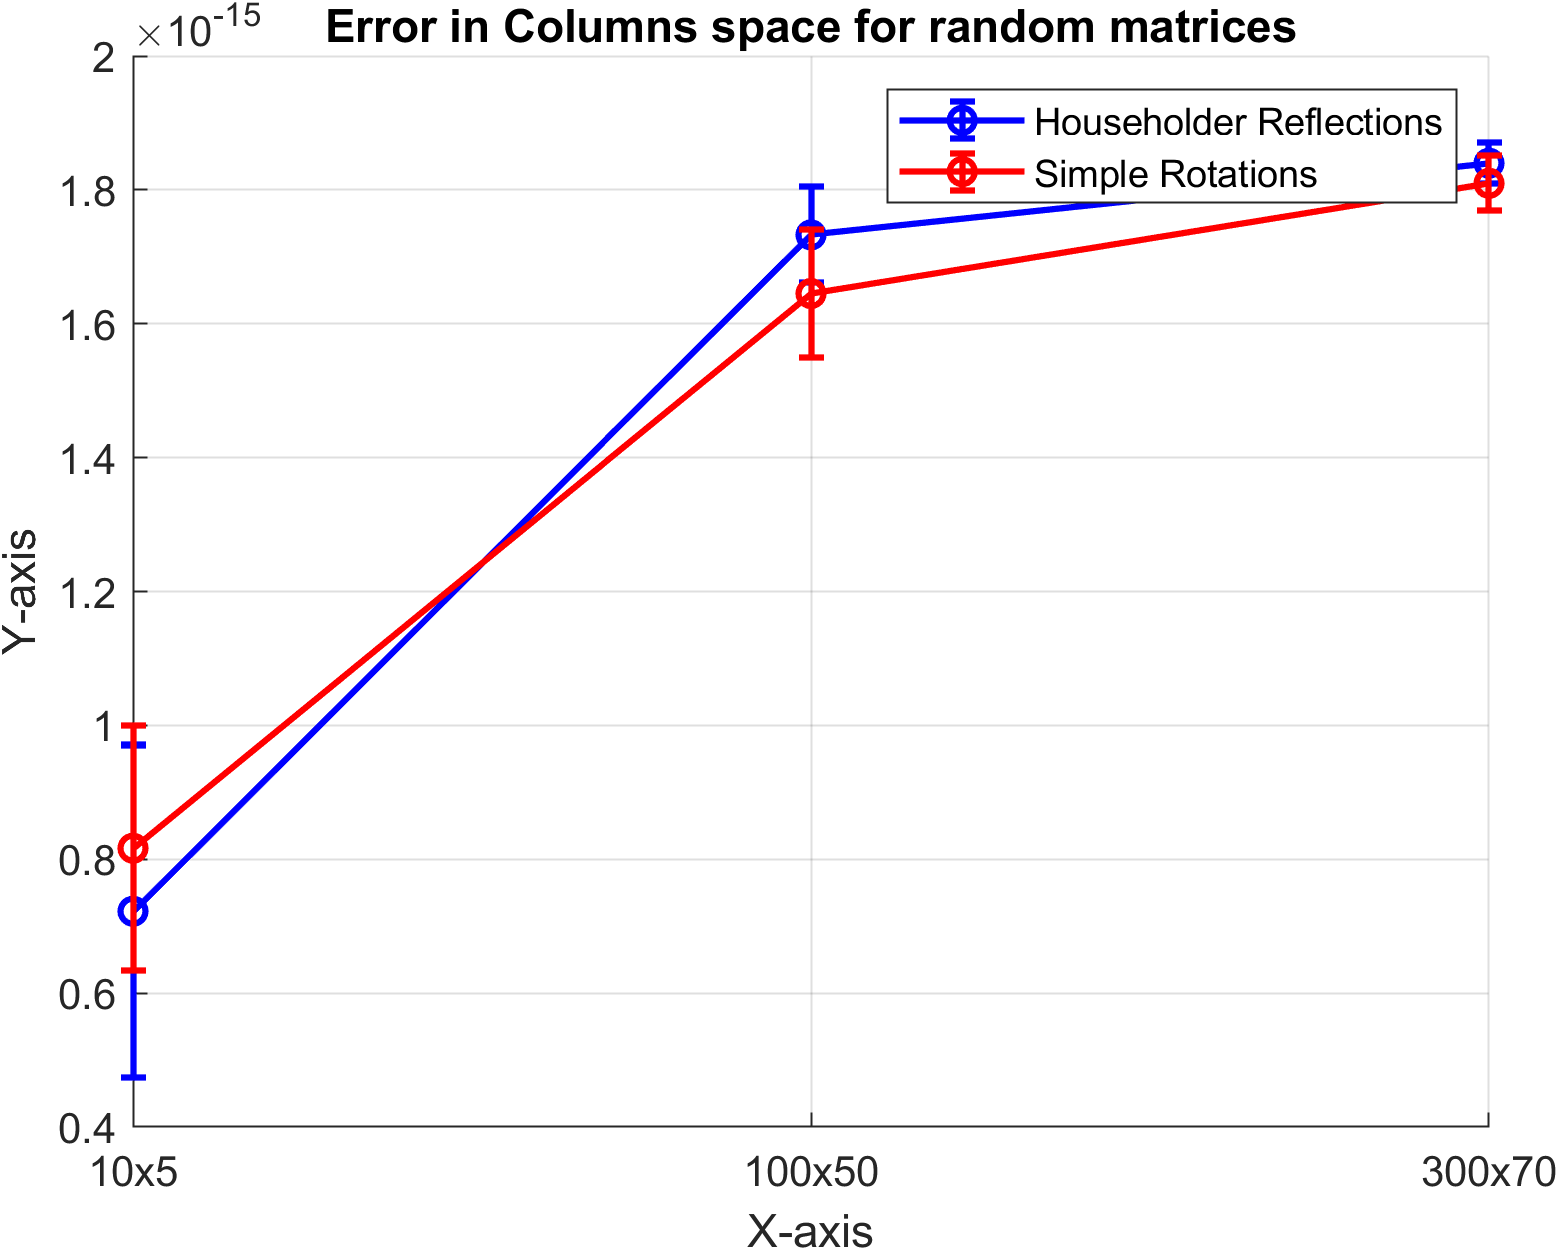 ×10-15
Error in Columns space for random matrices
2
1.8
1.6
1.4
1.2
1
0.8
0.6
0.4
Y-axis
Householder Reflections
Simple Rotations
10x5
100x50
300x70
X-axis